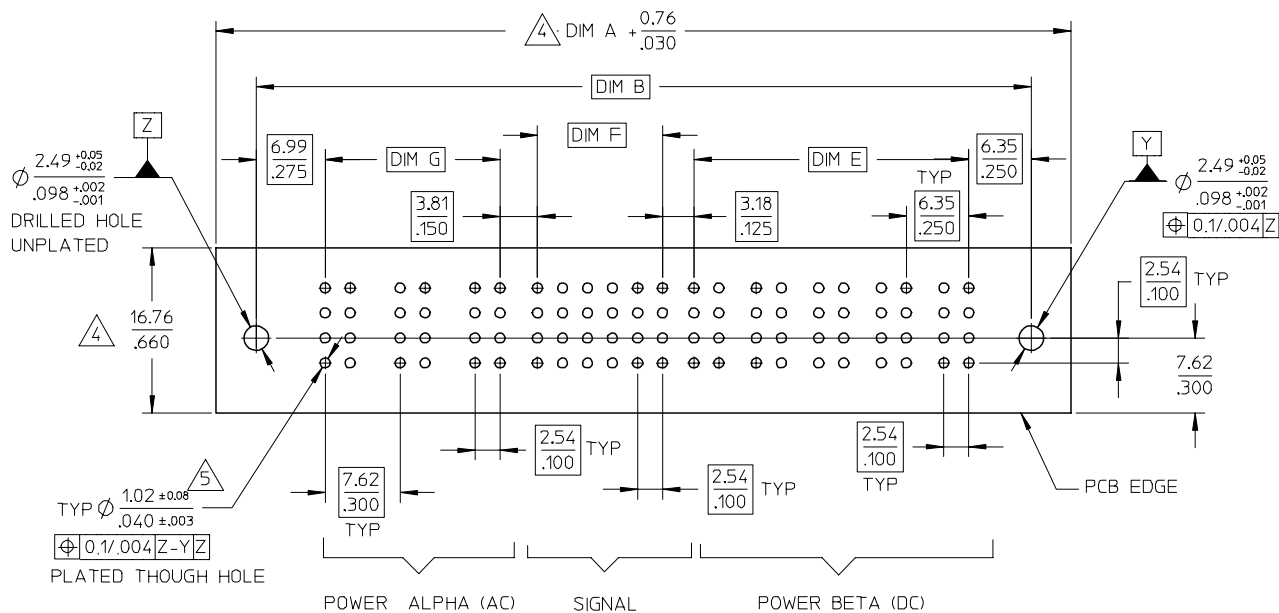 4 DIM A + 0.76
.030
DIM B
Z
6.99
.275
DIM F
DIM G
DIM E
6.35
.250
Y
⌀ 2.49 +0.05 -0.02
.098 +.002 -.001
DRILLED HOLE
UNPLATED
3.81
.150
3.18
.125
TYP
6.35
.250
⌀ 2.49 +0.05 -0.02
.098 +.002 -.001
⌖ 0.1/.004 Z
2.54
.100 TYP
4 16.76
.660
7.62
.300
2.54
.100 TYP
2.54
.100
TYP
5
7.62
.300
TYP
2.54
.100 TYP
PCB EDGE
TYP ⌀ 1.02 ±0.08
.040 ±.003
⌖ 0.1/.004 Z-Y Z
PLATED THOUGH HOLE
POWER ALPHA (AC) SIGNAL POWER BETA (DC)